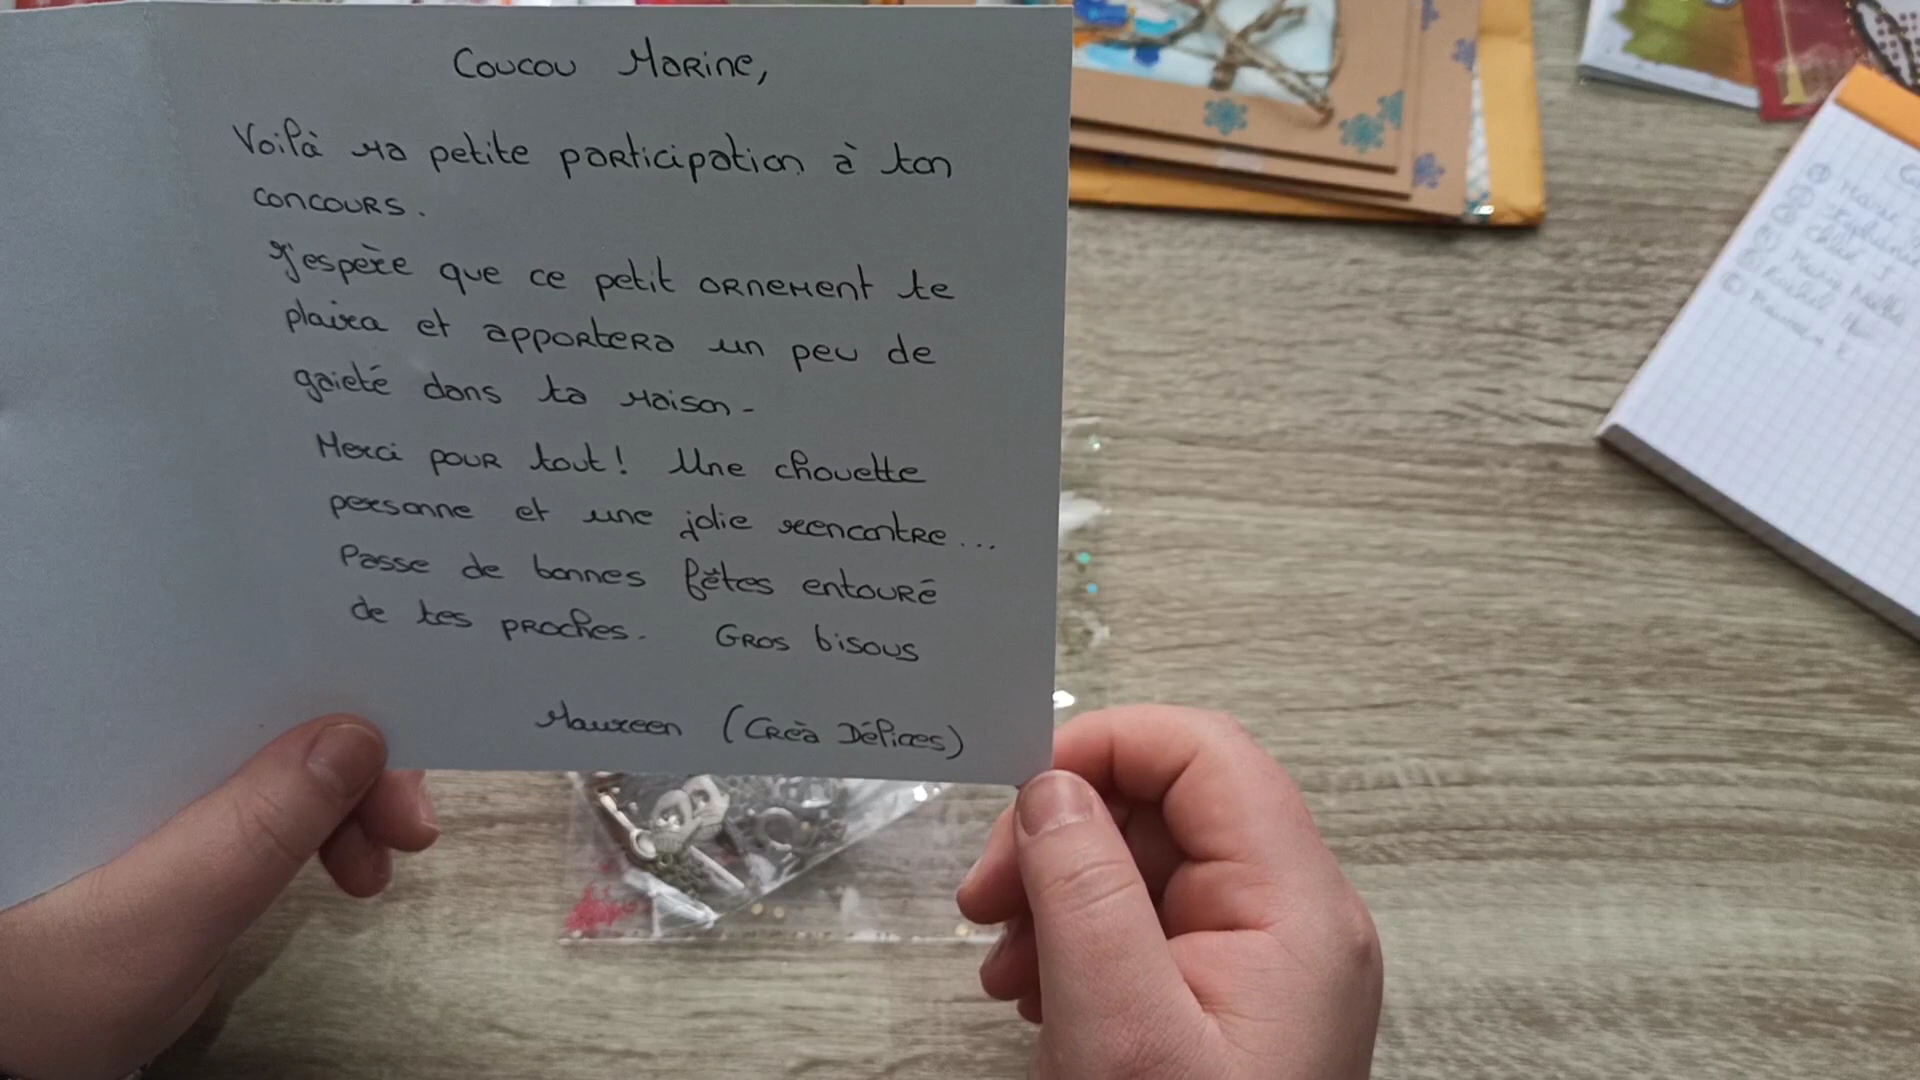 Coucou Marine,
Voilà ma petite participation à ton
concours.
J'espère que ce petit ornement te
plaira et apportera un peu de
gaieté dans ta maison-
Merci pour tout! Une chouette
personne et une jolie reencontre...
Passe de bonnes fêtes entouré
de tes proches. Gros bisous
Maureen (Créa Délices)